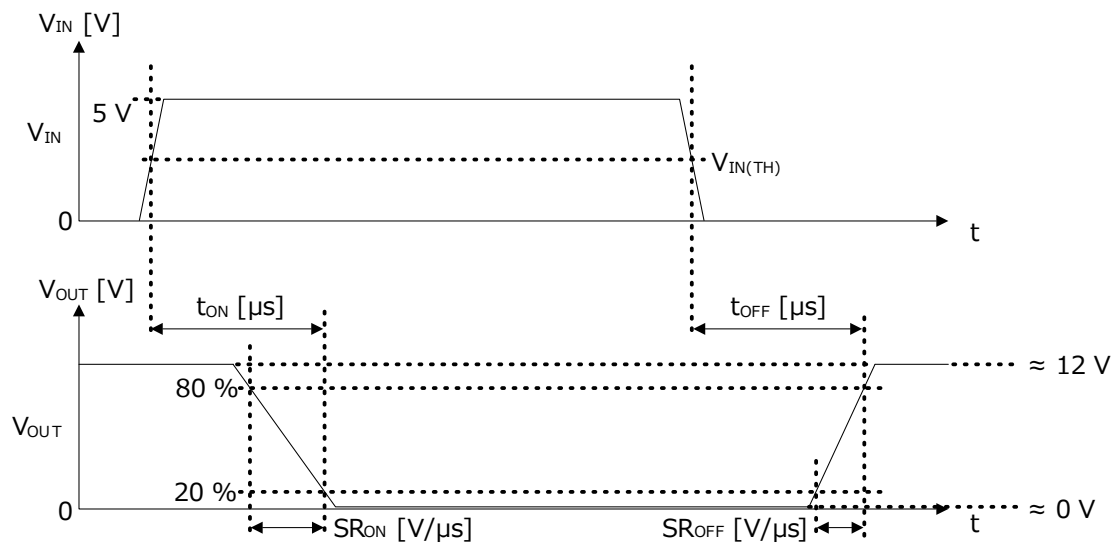 VIN [V]
5 V
VIN
VIN(TH)
0
t
VOUT [V]
tON [µs]
tOFF [µs]
≈ 12 V
80 %
VOUT
20 %
0
SRON [V/µs]
SROFF [V/µs]
t
≈ 0 V